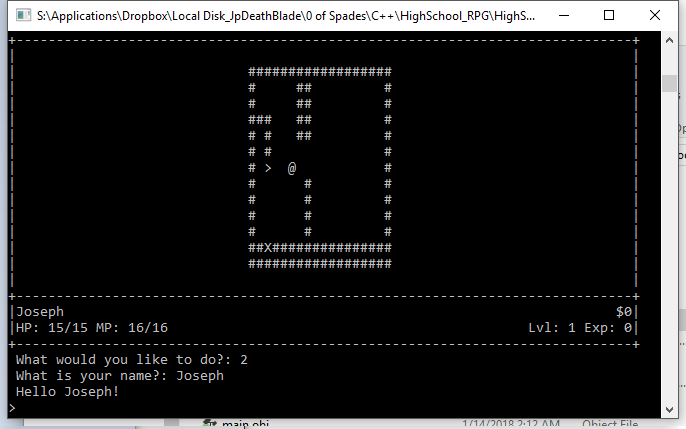 S:\Applications\Dropbox\Local Disk_JpDeathBlade\0 of Spades\C++\HighSchool_RPG\HighS...
##################
#     ##         #
#     ##         #
###   ##         #
# #   ##         #
# #              #
# >  @           #
#      #         #
#      #         #
#      #         #
#      #         #
##X###############
##################
Joseph $0
HP: 15/15 MP: 16/16 Lvl: 1 Exp: 0
What would you like to do?: 2
What is your name?: Joseph
Hello Joseph!
>
main.obj 1/14/2018 2:12 AM Object File